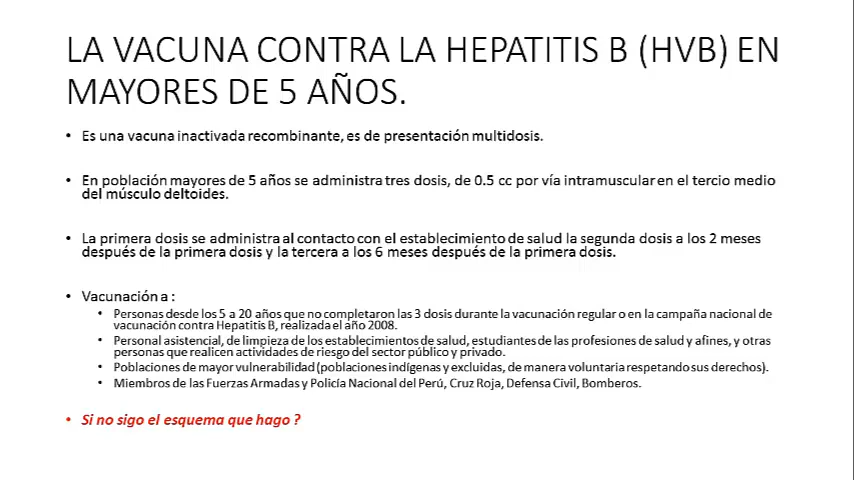 LA VACUNA CONTRA LA HEPATITIS B (HVB) EN
MAYORES DE 5 AÑOS.
• Es una vacuna inactivada recombinante, es de presentación multidosis.
• En población mayores de 5 años se administra tres dosis, de 0.5 cc por vía intramuscular en el tercio medio
del músculo deltoides.
• La primera dosis se administra al contacto con el establecimiento de salud la segunda dosis a los 2 meses
después de la primera dosis y la tercera a los 6 meses después de la primera dosis.
• Vacunación a :
• Personas desde los 5 a 20 años que no completaron las 3 dosis durante la vacunación regular o en la campaña nacional de
vacunación contra Hepatitis B, realizada el año 2008.
• Personal asistencial, de limpieza de los establecimientos de salud, estudiantes de las profesiones de salud y afines, y otras
personas que realicen actividades de riesgo del sector público y privado.
• Poblaciones de mayor vulnerabilidad (poblaciones indígenas y excluidas, de manera voluntaria respetando sus derechos).
• Miembros de las Fuerzas Armadas y Policía Nacional del Perú, Cruz Roja, Defensa Civil, Bomberos.
• Si no sigo el esquema que hago ?